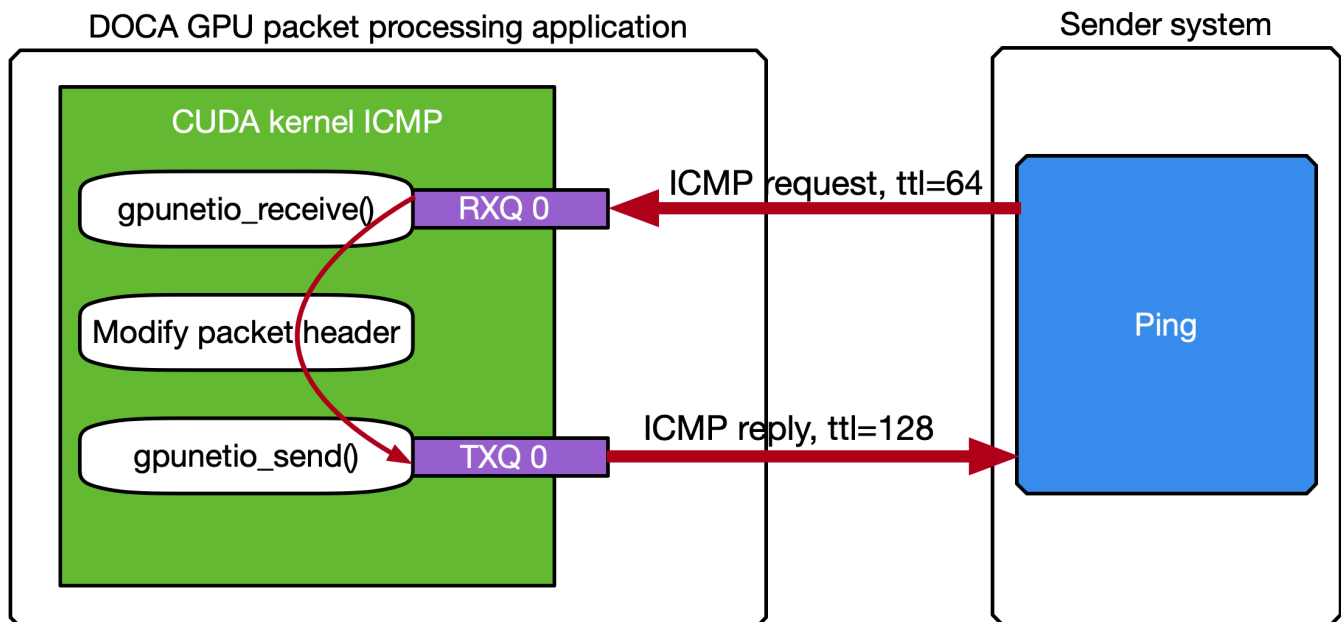 DOCA GPU packet processing application
Sender system
CUDA kernel ICMP
gpunetio_receive()
RXQ 0
ICMP request, ttl=64
Modify packet header
Ping
gpunetio_send()
TXQ 0
ICMP reply, ttl=128